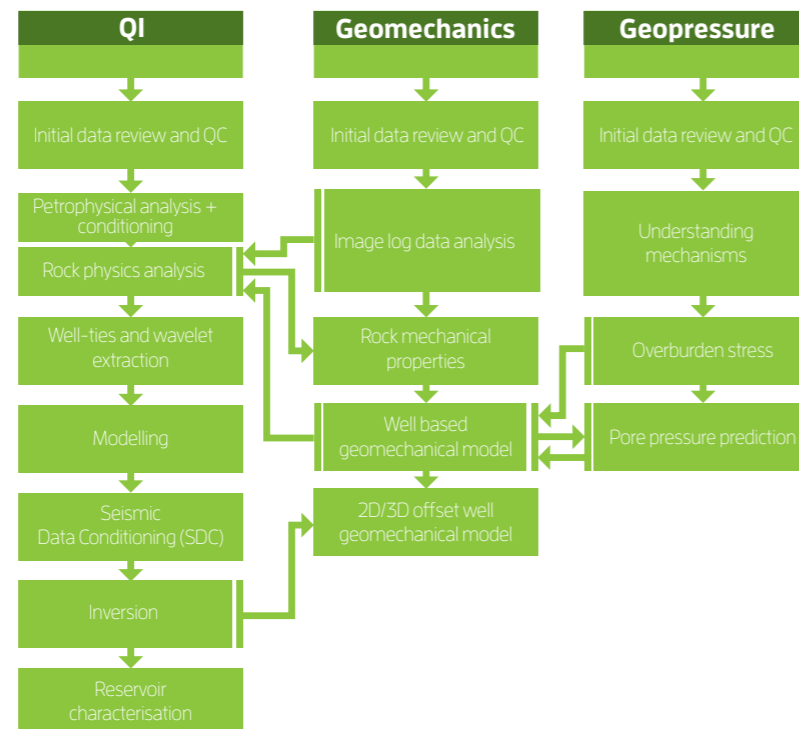 QI
Initial data review and QC
Petrophysical analysis +
conditioning
Rock physics analysis
Well-ties and wavelet
extraction
Modelling
Seismic
Data Conditioning (SDC)
Inversion
Reservoir
characterisation
Geomechanics
Initial data review and QC
Image log data analysis
Rock mechanical
properties
Well based
geomechanical model
2D/3D offset well
geomechanical model
Geopressure
Initial data review and QC
Understanding
mechanisms
Overburden stress
Pore pressure prediction